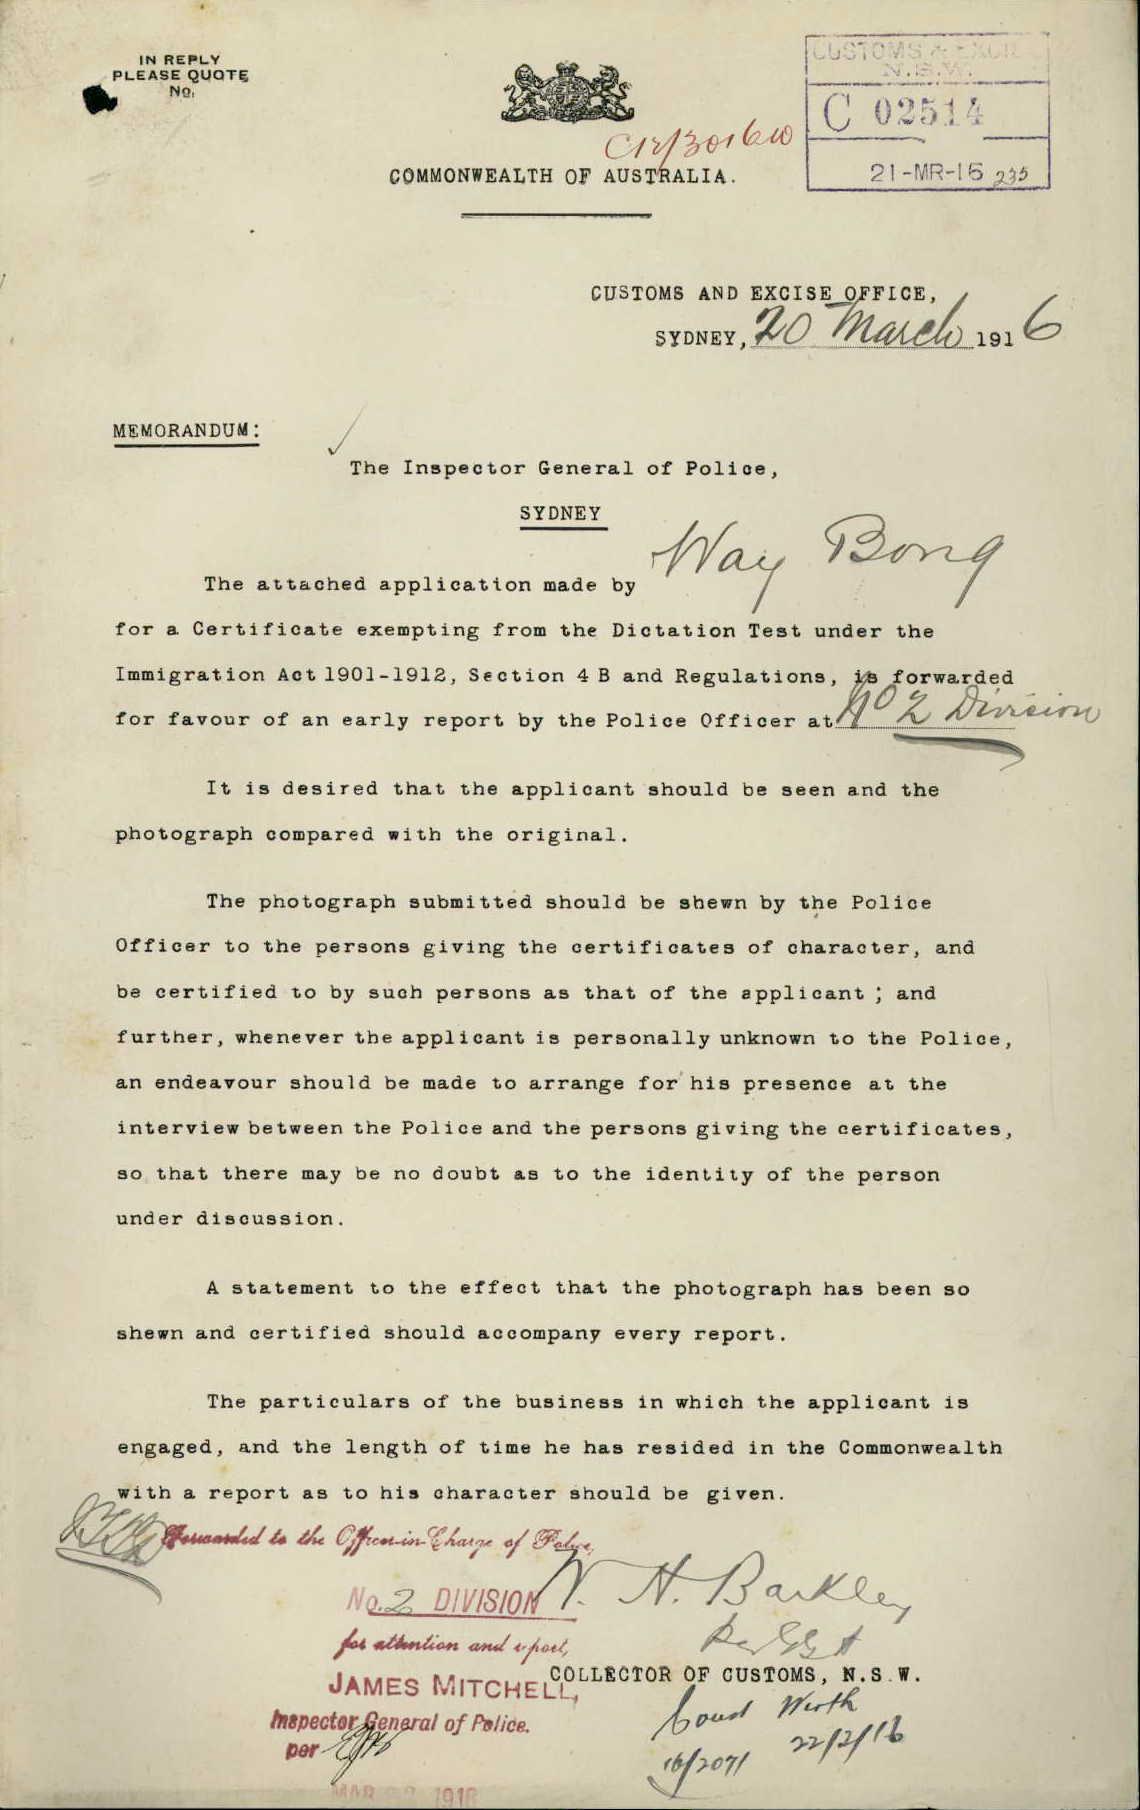 IN REPLY
PLEASE QUOTE
No.
CUSTOMS & EXCISE
N.S.W.
C 02514
21-MR-16 235
COMMONWEALTH OF AUSTRALIA.
CUSTOMS AND EXCISE OFFICE,
SYDNEY, 20 March 1916
MEMORANDUM:
The Inspector General of Police,
SYDNEY
The attached application made by Way Bong
for a Certificate exempting from the Dictation Test under the
Immigration Act 1901-1912, Section 4 B and Regulations, is forwarded
for favour of an early report by the Police Officer at No 2 Division
It is desired that the applicant should be seen and the
photograph compared with the original.
The photograph submitted should be shewn by the Police
Officer to the persons giving the certificates of character, and
be certified to by such persons as that of the applicant ; and
further, whenever the applicant is personally unknown to the Police,
an endeavour should be made to arrange for his presence at the
interview between the Police and the persons giving the certificates,
so that there may be no doubt as to the identity of the person
under discussion.
A statement to the effect that the photograph has been so
shewn and certified should accompany every report.
The particulars of the business in which the applicant is
engaged, and the length of time he has resided in the Commonwealth
with a report as to his character should be given.
Forwarded to the Officer-in-Charge of Police,
No. 2 DIVISION
W. H. Barkley
for attention and report,
COLLECTOR OF CUSTOMS, N.S.W.
JAMES MITCHELL,
Inspector General of Police.
per
16/2071 22/2/16
MAR 1916